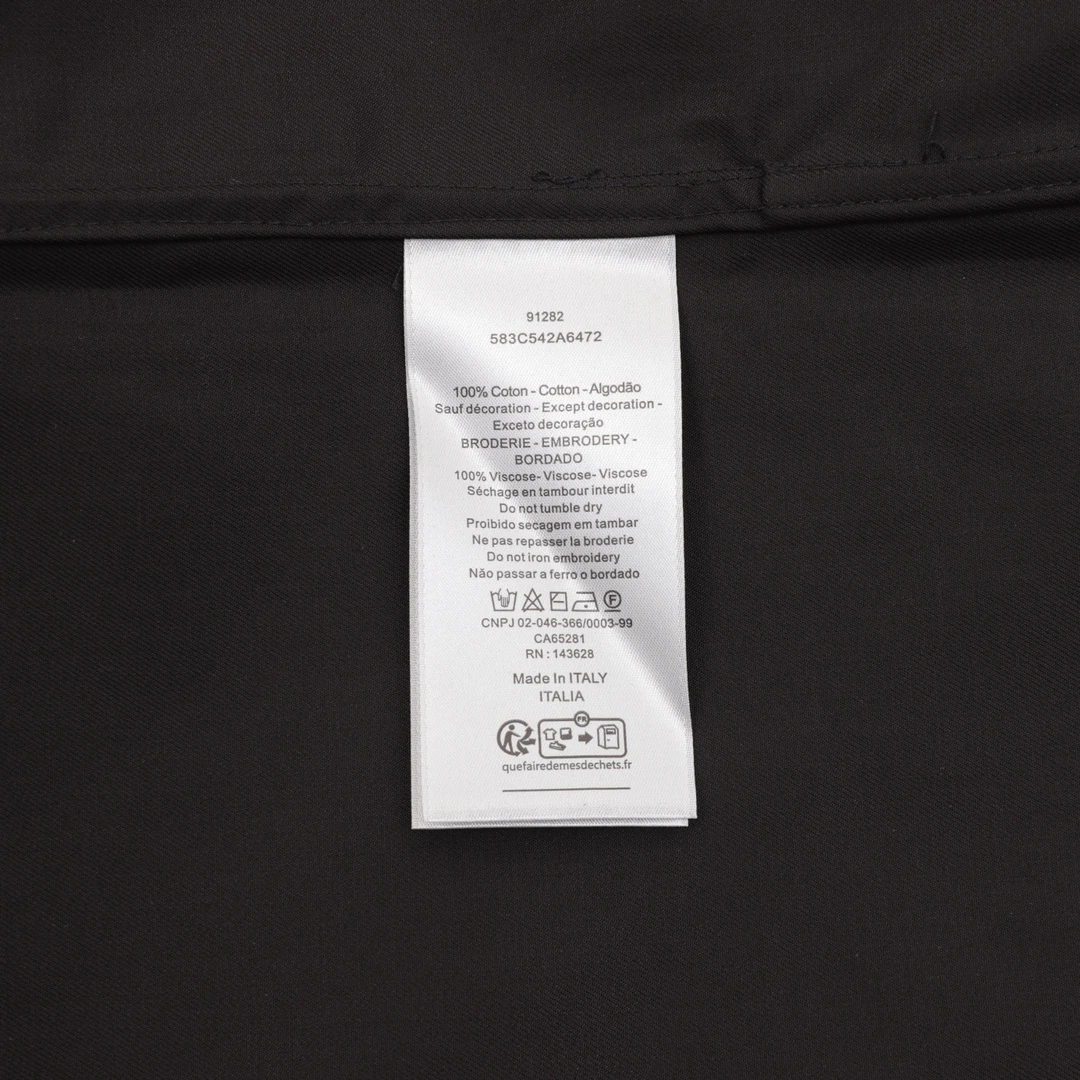 91282
583C542A6472
100% Coton - Cotton - Algodão
Sauf décoration - Except decoration -
Exceto decoração
BRODERIE - EMBRODERY -
BORDADO
100% Viscose- Viscose- Viscose
Séchage en tambour interdit
Do not tumble dry
Proibido secagem em tambar
Ne pas repasser la broderie
Do not iron embroidery
Não passar a ferro o bordado
F
CNPJ 02-046-366/0003-99
CA65281
RN : 143628
Made In ITALY
ITALIA
FR
quefairedemesdechets.fr